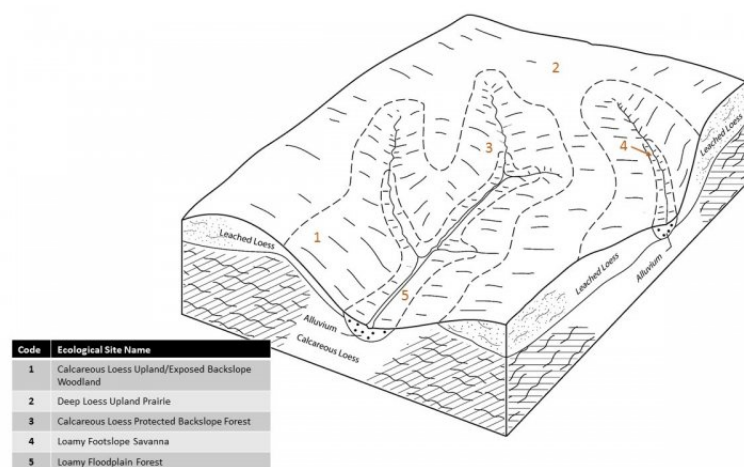 2
3
4
1
5
Leached Loess
Leached Loess
Leached Loess
Alluvium
Alluvium
Calcareous Loess
Code Ecological Site Name
1 Calcareous Loess Upland/Exposed Backslope
Woodland
2 Deep Loess Upland Prairie
3 Calcareous Loess Protected Backslope Forest
4 Loamy Footslope Savanna
5 Loamy Floodplain Forest